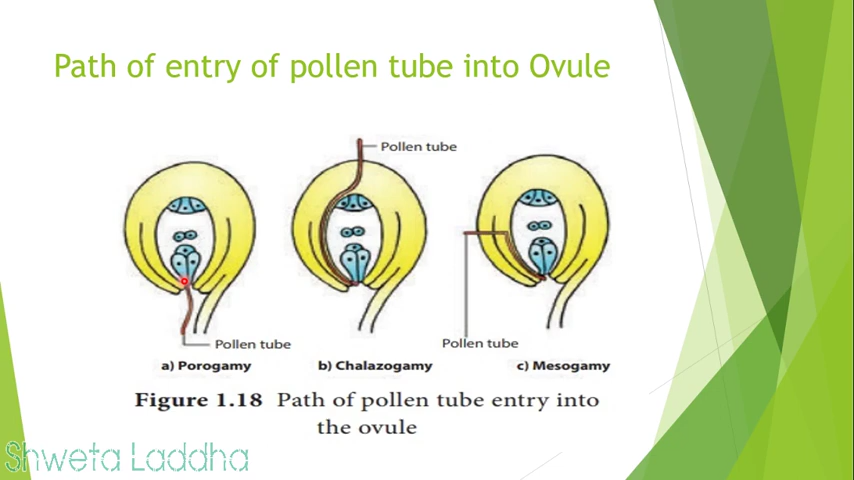 Path of entry of pollen tube into Ovule
Pollen tube
Pollen tube
Pollen tube
a) Porogamy
b) Chalazogamy
c) Mesogamy
Figure 1.18 Path of pollen tube entry into
the ovule
Shweta Laddha